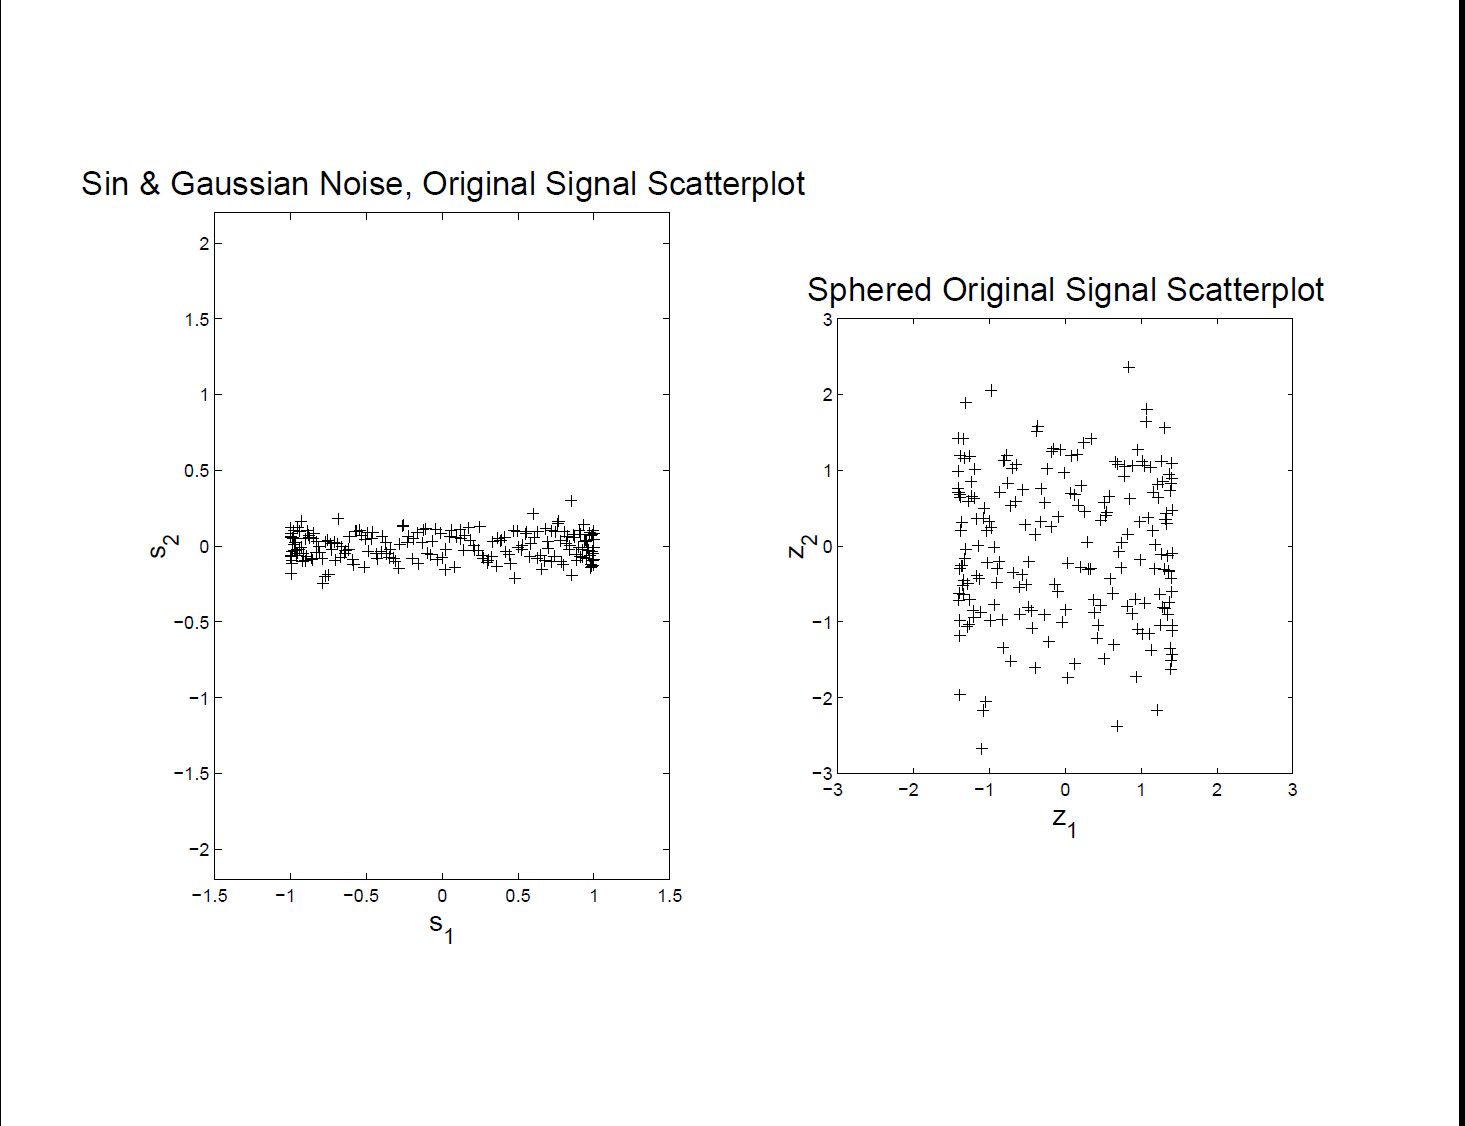 Sin & Gaussian Noise, Original Signal Scatterplot
2
1.5
1
0.5
0
−0.5
−1
−1.5
−2
s2
−1.5 −1 −0.5 0 0.5 1 1.5
s1
Sphered Original Signal Scatterplot
3
2
1
0
−1
−2
−3
z2
−3 −2 −1 0 1 2 3
z1